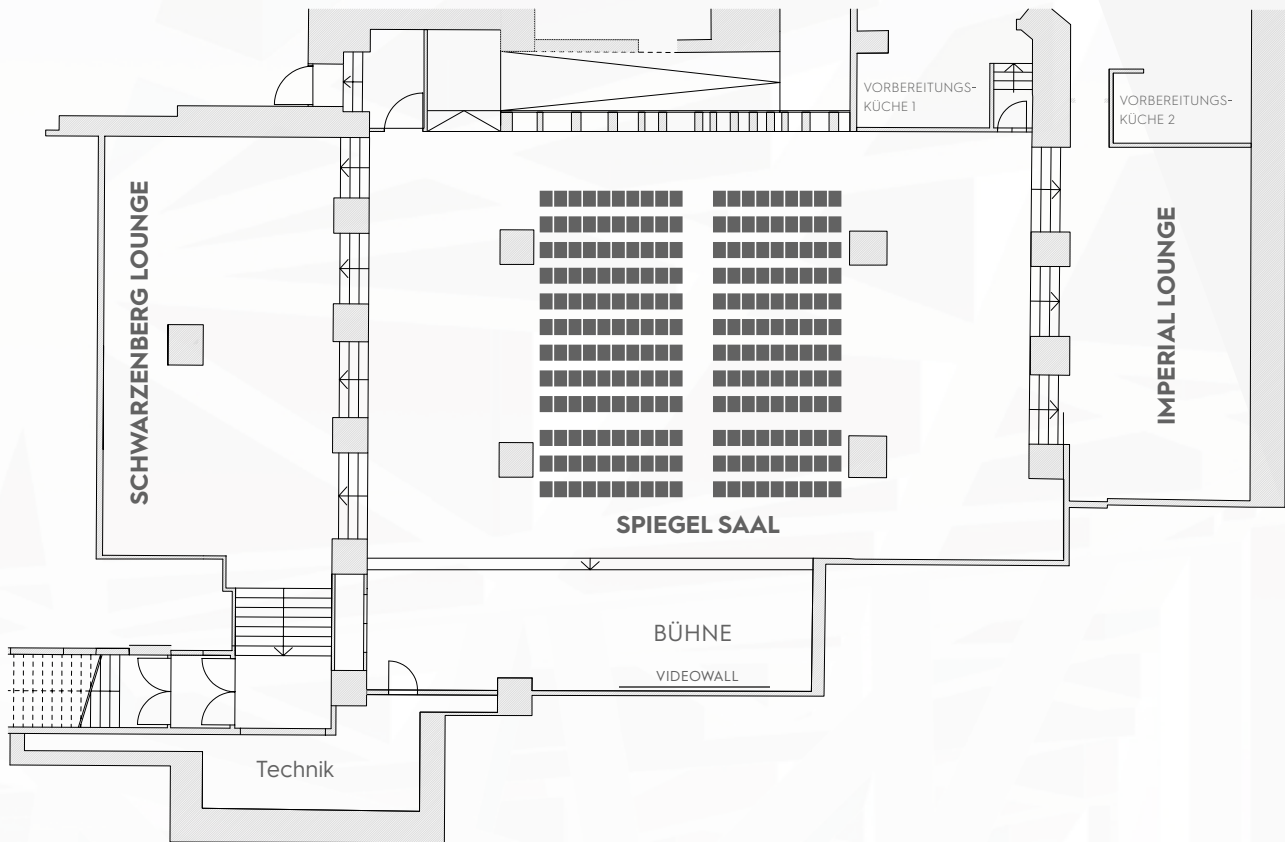 VORBEREITUNGS-
KÜCHE 1
VORBEREITUNGS-
KÜCHE 2
SCHWARZENBERG LOUNGE
IMPERIAL LOUNGE
SPIEGEL SAAL
BÜHNE
VIDEOWALL
Technik